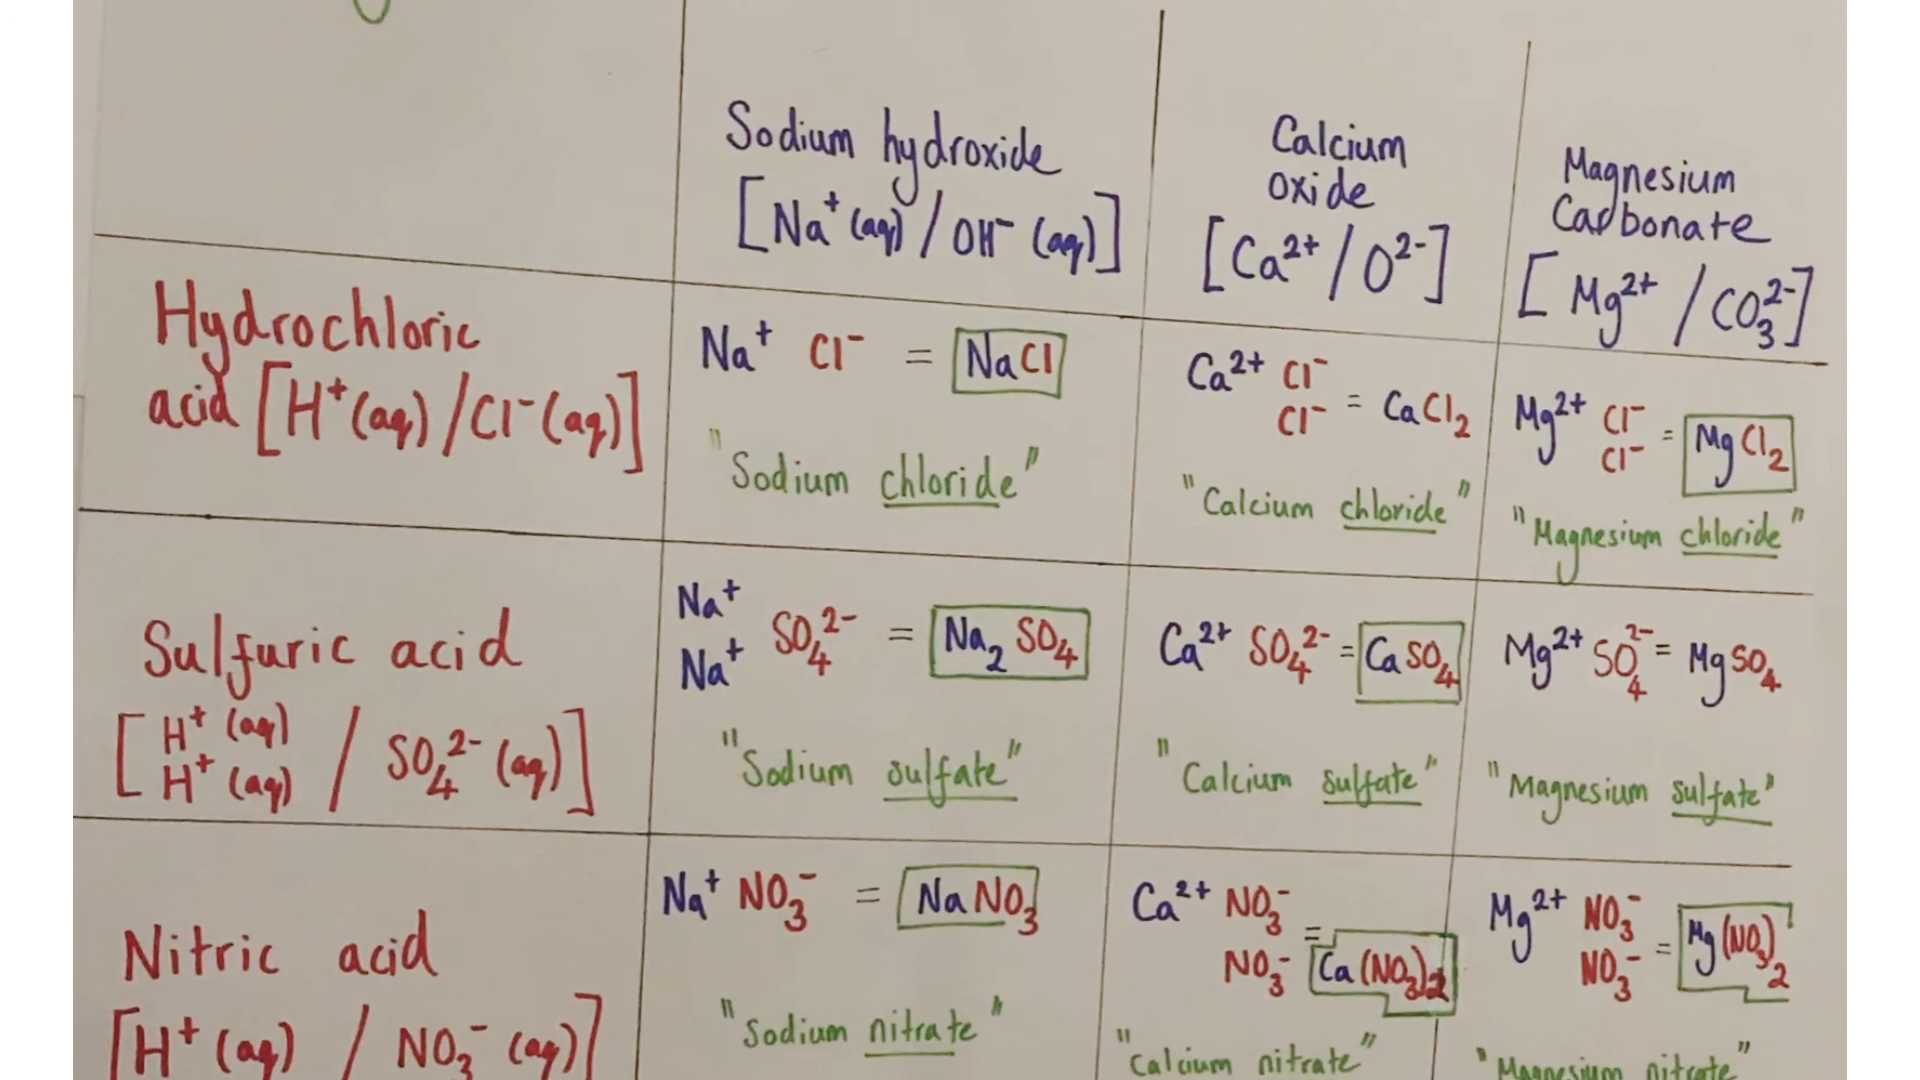 Sodium hydroxide
[Na⁺(aq) / OH⁻ (aq)]
Calcium
oxide
[Ca²⁺ / O²⁻]
Magnesium
Carbonate
[Mg²⁺ / CO₃²⁻]
Hydrochloric
acid [H⁺(aq) / Cl⁻(aq)]
Na⁺ Cl⁻ = NaCl
"Sodium chloride"
Ca²⁺ Cl⁻
Cl⁻ = CaCl₂
"Calcium chloride"
Mg²⁺ Cl⁻
Cl⁻ = MgCl₂
"Magnesium chloride"
Sulfuric acid
[H⁺ (aq)
H⁺ (aq) / SO₄²⁻ (aq)]
Na⁺
Na⁺ SO₄²⁻ = Na₂SO₄
"Sodium sulfate"
Ca²⁺ SO₄²⁻ = CaSO₄
"Calcium sulfate"
Mg²⁺ SO₄²⁻ = MgSO₄
"Magnesium sulfate"
Nitric acid
[H⁺ (aq) / NO₃⁻ (aq)]
Na⁺ NO₃⁻ = NaNO₃
"Sodium nitrate"
Ca²⁺ NO₃⁻
NO₃⁻ = Ca(NO₃)₂
"Calcium nitrate"
Mg²⁺ NO₃⁻
NO₃⁻ = Mg(NO₃)₂
"Magnesium nitrate"